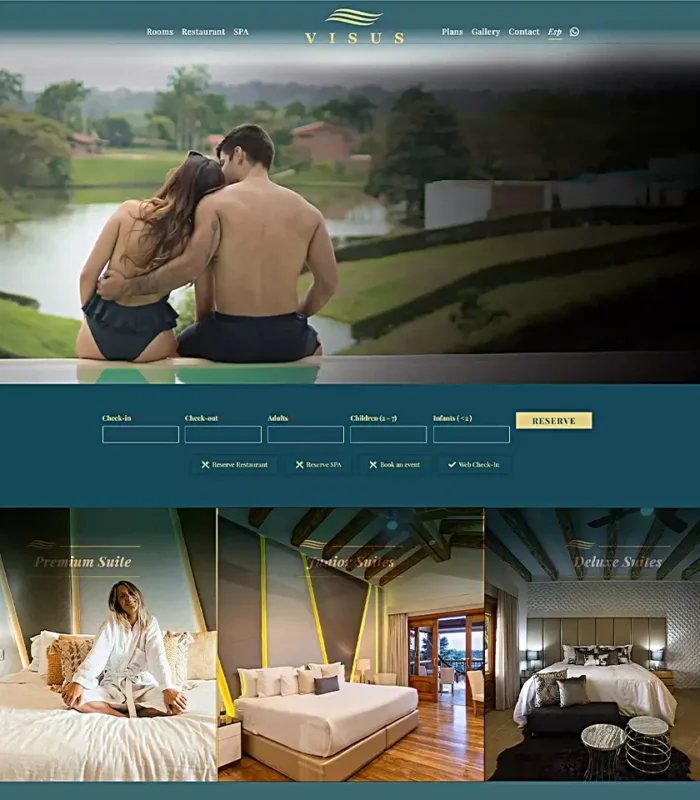 Rooms Restaurant SPA
VISUS
Plans Gallery Contact Esp
Check-in Check-out Adults Children (2 - 7) Infants ( <2 )
RESERVE
Reserve Restaurant Reserve SPA Book an event Web Check-In
Premium Suite
Junior Suites
Deluxe Suites